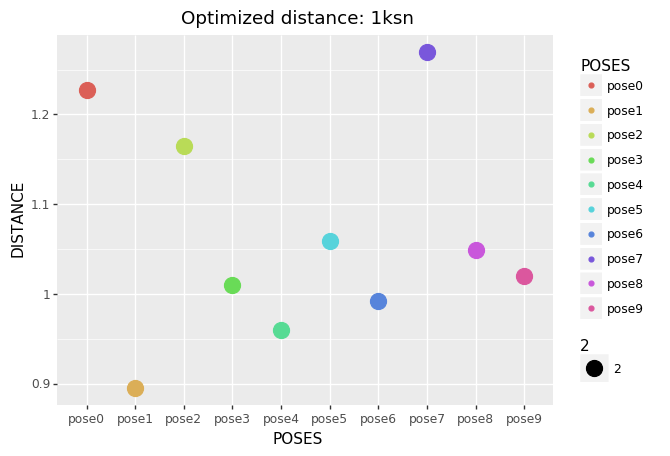 Optimized distance: 1ksn
DISTANCE
1.2
1.1
1
0.9
pose0 pose1 pose2 pose3 pose4 pose5 pose6 pose7 pose8 pose9
POSES
POSES
pose0
pose1
pose2
pose3
pose4
pose5
pose6
pose7
pose8
pose9
2
2